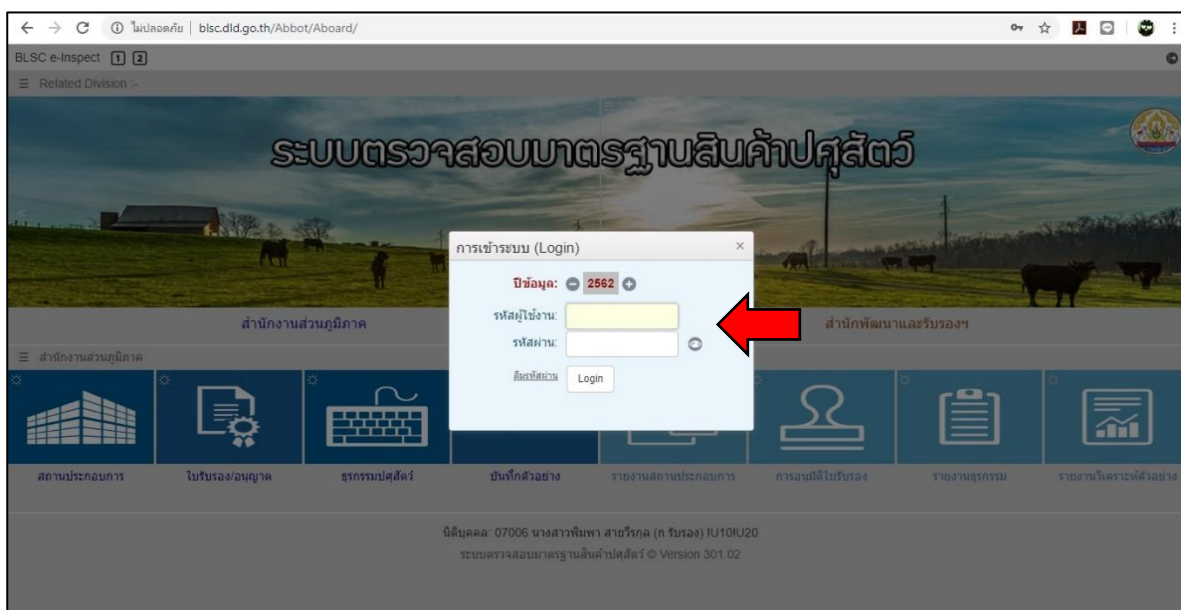 ไม่ปลอดภัย | blsc.dld.go.th/Abbot/Aboard/
BLSC e-Inspect 1 2
Related Division :-
ระบบตรวจสอบมาตรฐานสินค้าปศุสัตว์
การเข้าระบบ (Login) ×
ปีข้อมูล: 2562
รหัสผู้ใช้งาน:
รหัสผ่าน:
ลืมรหัสผ่าน Login
สำนักงานส่วนภูมิภาค สำนักพัฒนาและรับรองฯ
สำนักงานส่วนภูมิภาค
สถานประกอบการ ใบรับรอง/อนุญาต ธุรกรรมปศุสัตว์ บันทึกตัวอย่าง รายงานสถานประกอบการ การอนุมัติใบรับรอง รายงานธุรกรรม รายงานวิเคราะห์ตัวอย่าง
นิติบุคคล: 07006 นางสาวพิมพา สายวีรกุล (ก.รับรอง) !U10!U20
ระบบตรวจสอบมาตรฐานสินค้าปศุสัตว์ © Version 301.02